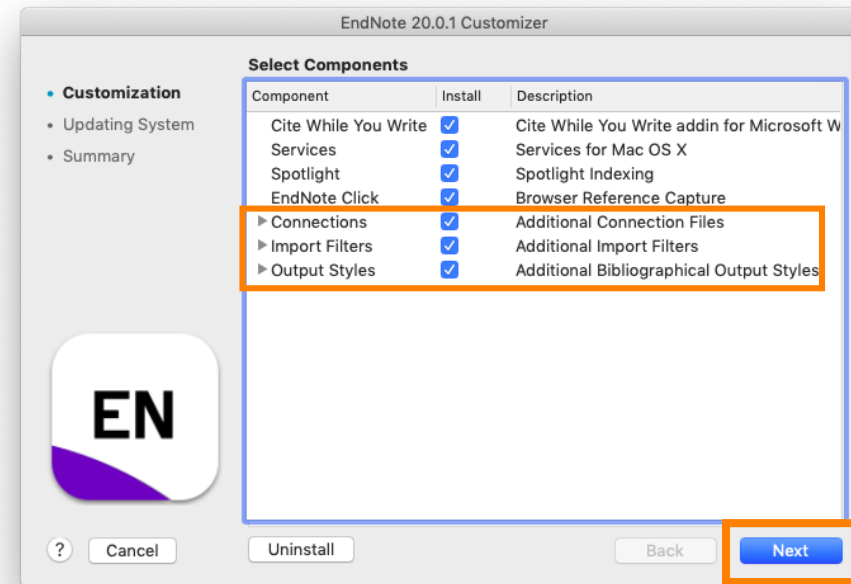 EndNote 20.0.1 Customizer
Select Components
• Customization
• Updating System
• Summary
Component Install Description
Cite While You Write Cite While You Write addin for Microsoft W
Services Services for Mac OS X
Spotlight Spotlight Indexing
EndNote Click Browser Reference Capture
Connections Additional Connection Files
Import Filters Additional Import Filters
Output Styles Additional Bibliographical Output Styles
EN
? Cancel Uninstall Back Next